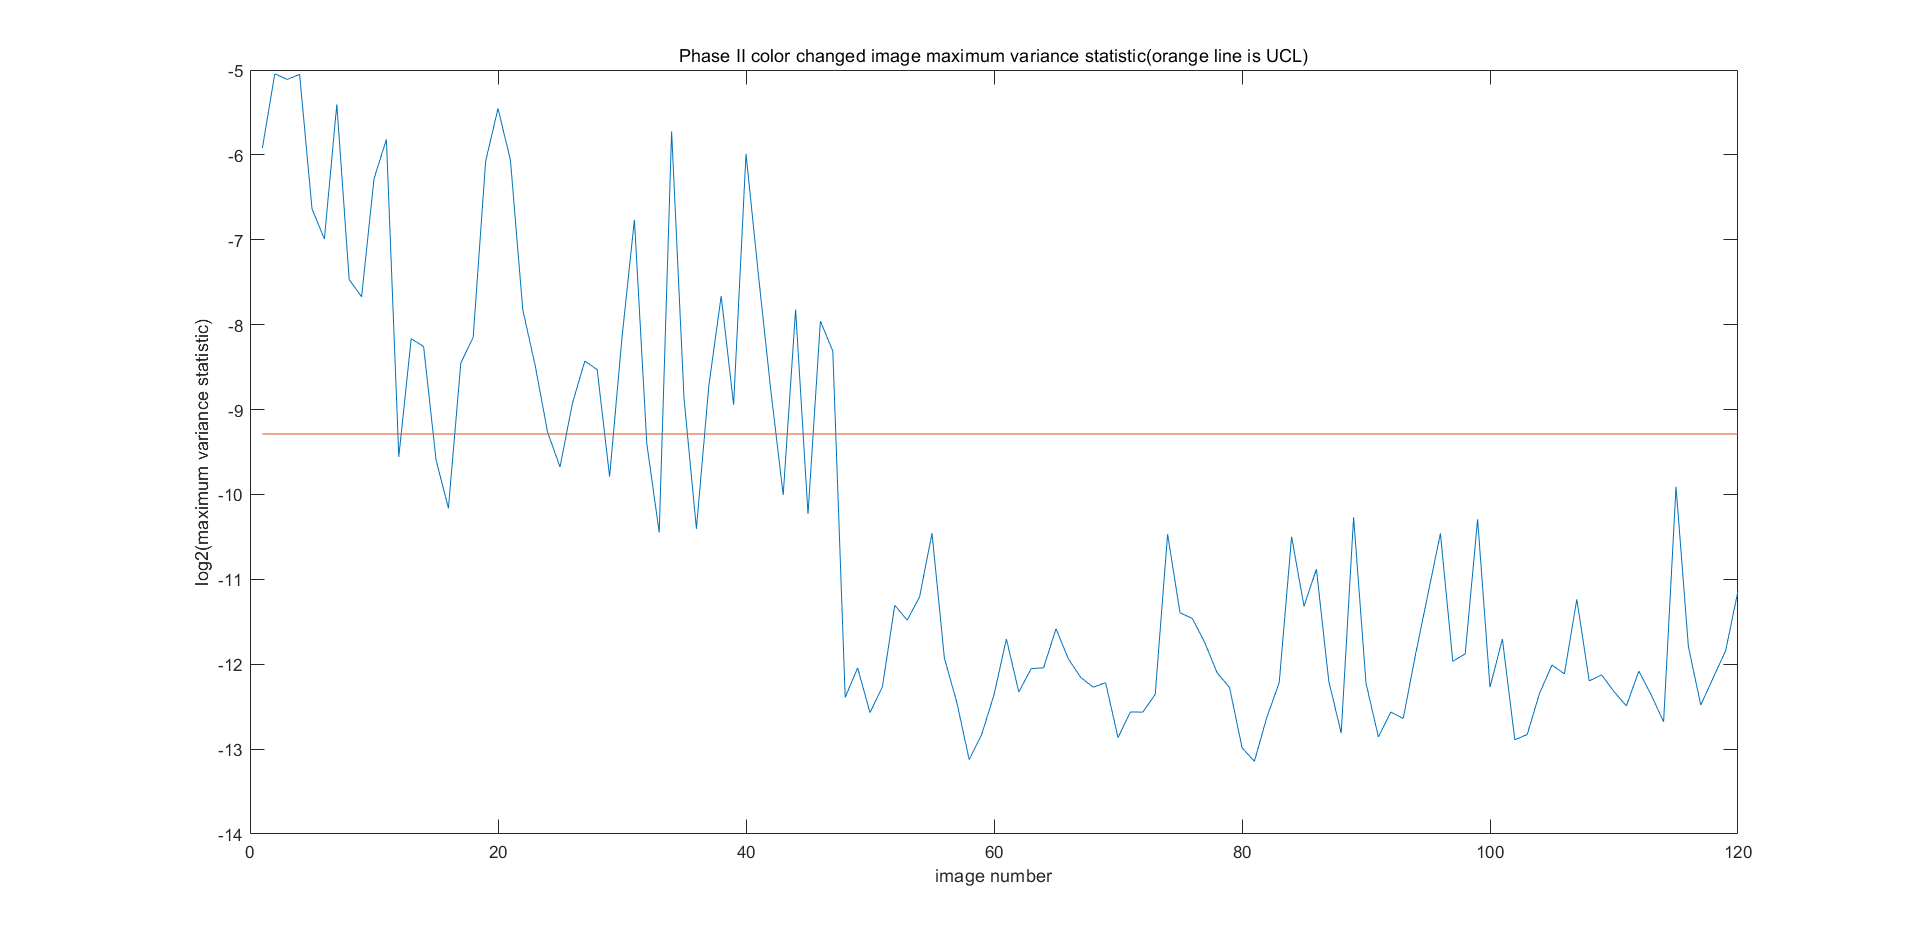 Phase II color changed image maximum variance statistic(orange line is UCL)
log2(maximum variance statistic)
-5
-6
-7
-8
-9
-10
-11
-12
-13
-14
0 20 40 60 80 100 120
image number